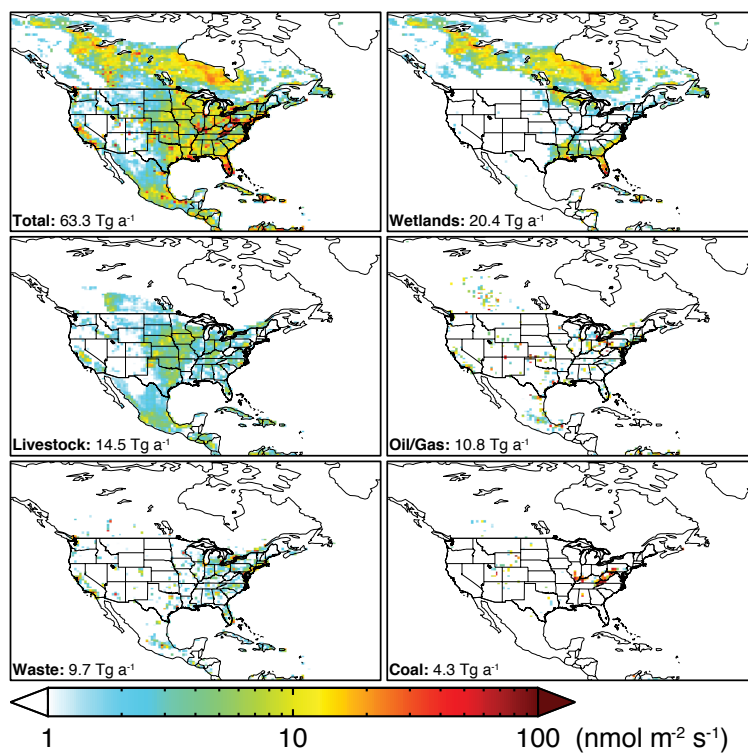 Total: 63.3 Tg a⁻¹
Wetlands: 20.4 Tg a⁻¹
Livestock: 14.5 Tg a⁻¹
Oil/Gas: 10.8 Tg a⁻¹
Waste: 9.7 Tg a⁻¹
Coal: 4.3 Tg a⁻¹
1 10 100 (nmol m⁻² s⁻¹)